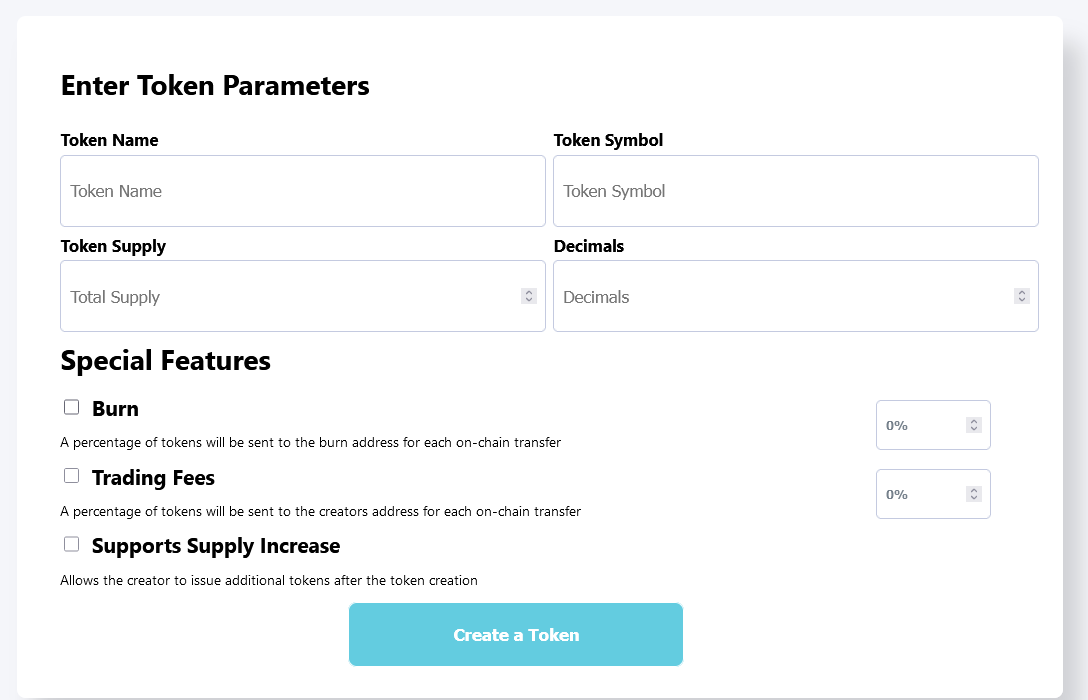 Enter Token Parameters
Token Name
Token Symbol
Token Name
Token Symbol
Token Supply
Decimals
Total Supply
Decimals
Special Features
Burn
0%
A percentage of tokens will be sent to the burn address for each on-chain transfer
Trading Fees
0%
A percentage of tokens will be sent to the creators address for each on-chain transfer
Supports Supply Increase
Allows the creator to issue additional tokens after the token creation
Create a Token